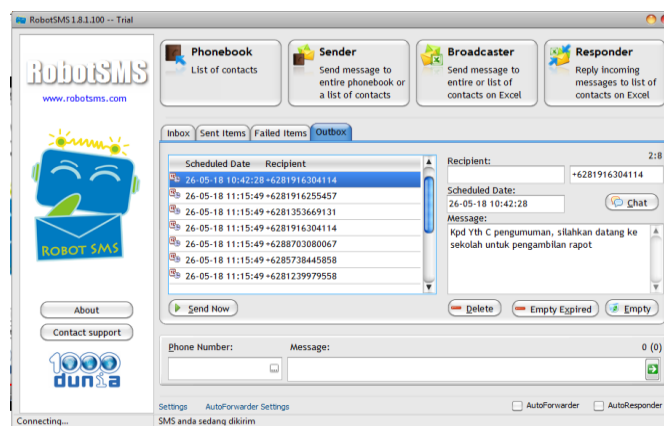 RobotSMS 1.8.1.100 -- Trial
RobotSMS
www.robotsms.com
ROBOT SMS
About
Contact support
1000
dunia
Connecting...
Phonebook
List of contacts
Sender
Send message to
entire phonebook or
a list of contacts
Broadcaster
Send message to
entire or list of
contacts on Excel
Responder
Reply incoming
messages to list of
contacts on Excel
Inbox Sent Items Failed Items Outbox
Scheduled Date Recipient
26-05-18 10:42:28 +6281916304114
26-05-18 11:15:49 +6281916255457
26-05-18 11:15:49 +6281353669131
26-05-18 11:15:49 +6281916304114
26-05-18 11:15:49 +6288703080067
26-05-18 11:15:49 +6285738445858
26-05-18 11:15:49 +6281239979558
Send Now
2:8
Recipient:
+6281916304114
Scheduled Date:
26-05-18 10:42:28
Chat
Message:
Kpd Yth C pengumuman, silahkan datang ke
sekolah untuk pengambilan rapot
Delete Empty Expired Empty
Phone Number: Message: 0 (0)
Settings AutoForwarder Settings AutoForwarder AutoResponder
SMS anda sedang dikirim